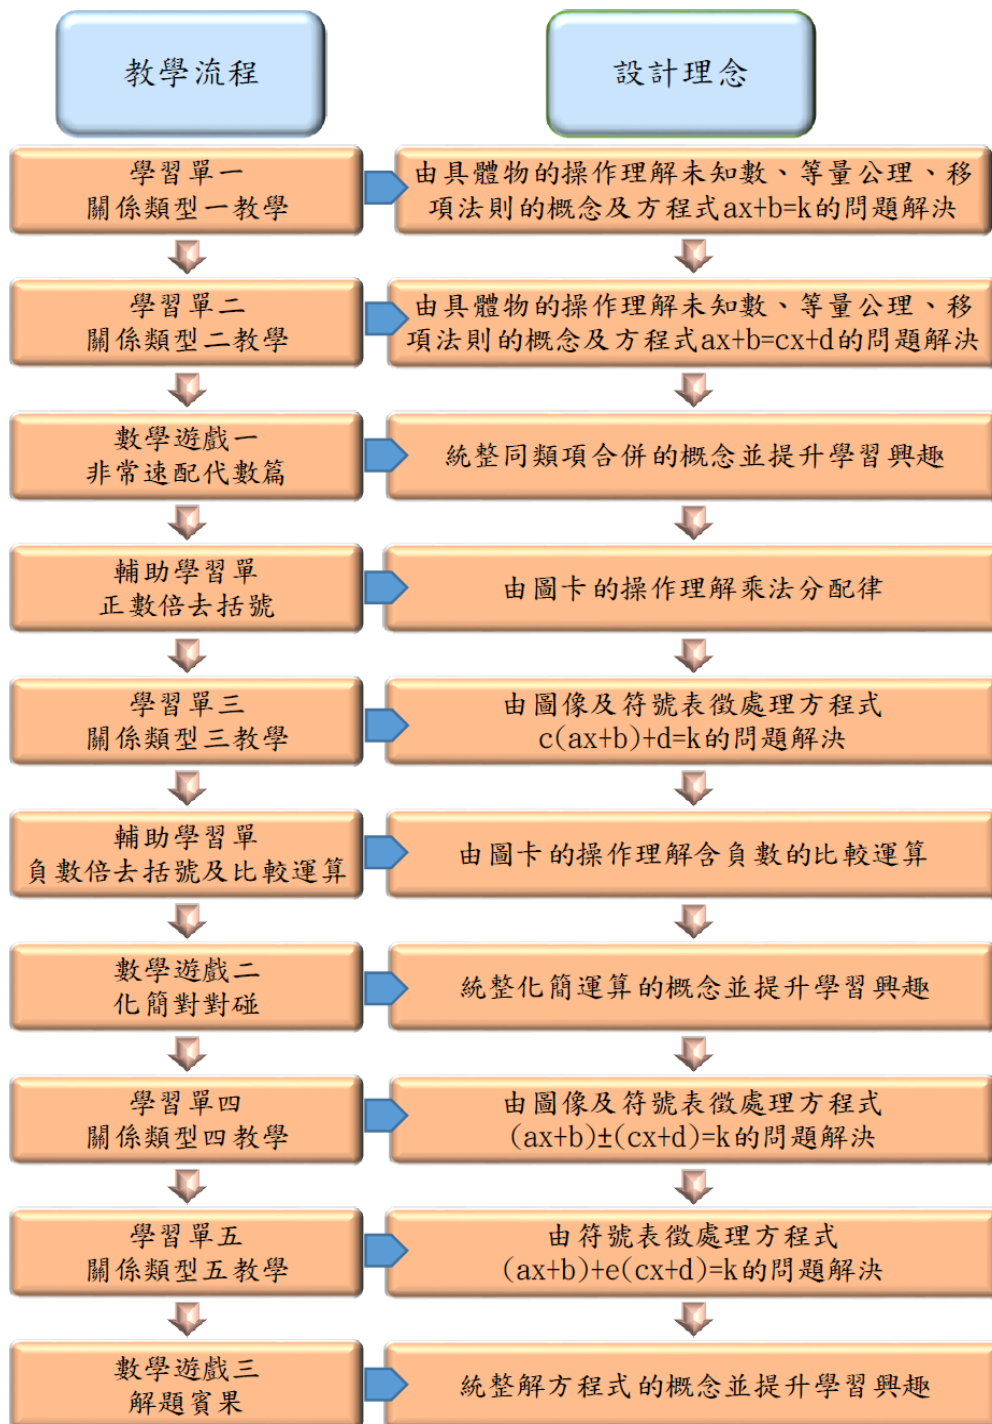 教學流程
設計理念
學習單一
關係類型一教學
由具體物的操作理解未知數、等量公理、移
項法則的概念及方程式ax+b=k的問題解決
學習單二
關係類型二教學
由具體物的操作理解未知數、等量公理、移
項法則的概念及方程式ax+b=cx+d的問題解決
數學遊戲一
非常速配代數篇
統整同類項合併的概念並提升學習興趣
輔助學習單
正數倍去括號
由圖卡的操作理解乘法分配律
學習單三
關係類型三教學
由圖像及符號表徵處理方程式
c(ax+b)+d=k的問題解決
輔助學習單
負數倍去括號及比較運算
由圖卡的操作理解含負數的比較運算
數學遊戲二
化簡對對碰
統整化簡運算的概念並提升學習興趣
學習單四
關係類型四教學
由圖像及符號表徵處理方程式
(ax+b)±(cx+d)=k的問題解決
學習單五
關係類型五教學
由符號表徵處理方程式
(ax+b)+e(cx+d)=k的問題解決
數學遊戲三
解題賓果
統整解方程式的概念並提升學習興趣